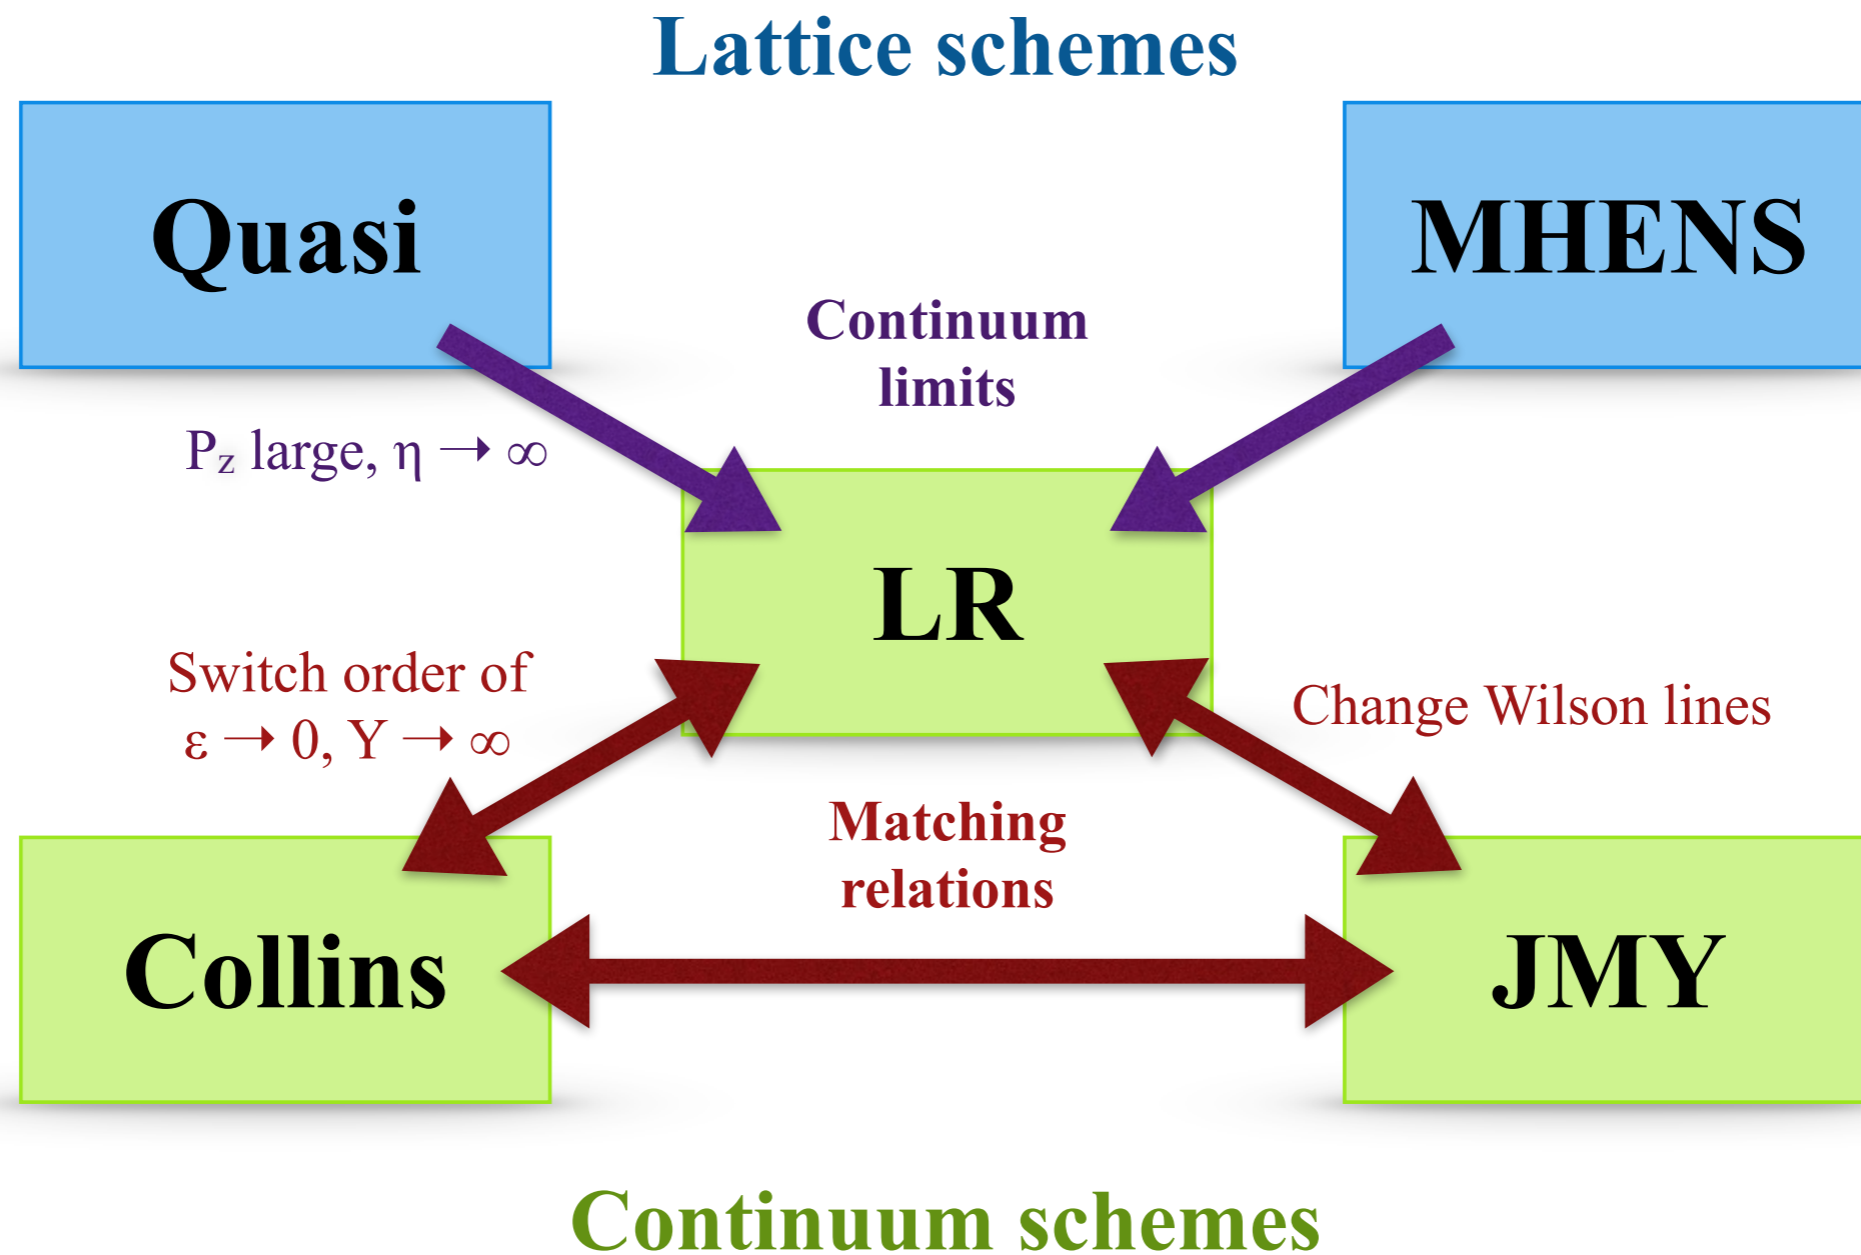 Lattice schemes
Quasi
MHENS
Continuum
limits
P_z large, η → ∞
LR
Switch order of
ε → 0, Y → ∞
Change Wilson lines
Matching
relations
Collins
JMY
Continuum schemes